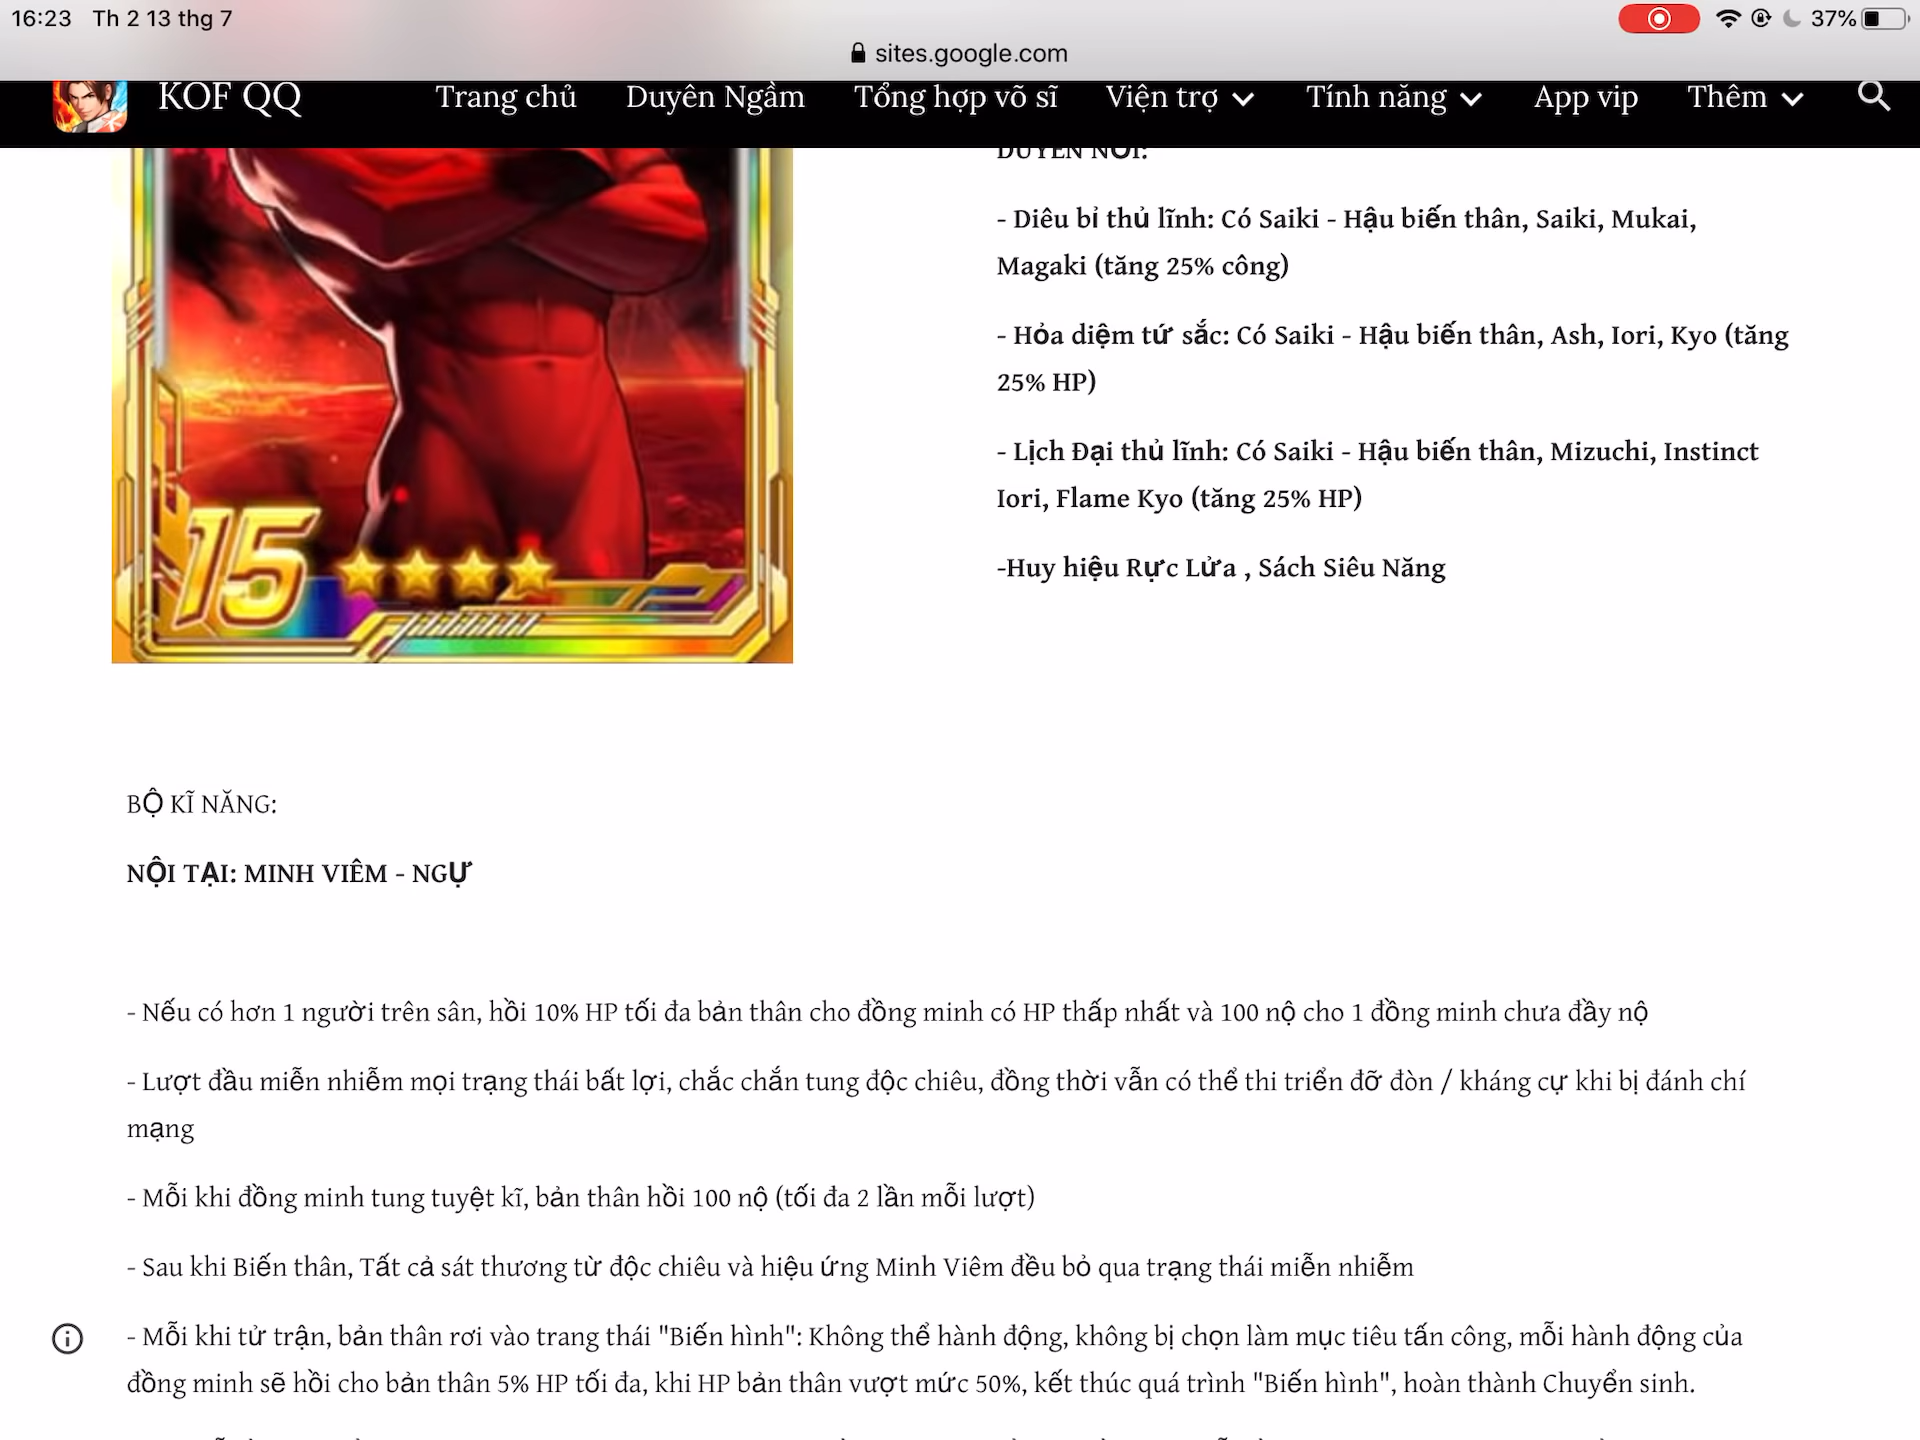 16:23 Th 2 13 thg 7
37%
sites.google.com
KOF QQ
Trang chủ Duyên Ngầm Tổng hợp võ sĩ Viện trợ Tính năng App vip Thêm
DUYÊN NỔI:
- Diêu bỉ thủ lĩnh: Có Saiki - Hậu biến thân, Saiki, Mukai,
Magaki (tăng 25% công)
- Hỏa diệm tứ sắc: Có Saiki - Hậu biến thân, Ash, Iori, Kyo (tăng
25% HP)
- Lịch Đại thủ lĩnh: Có Saiki - Hậu biến thân, Mizuchi, Instinct
Iori, Flame Kyo (tăng 25% HP)
-Huy hiệu Rực Lửa , Sách Siêu Năng
15
BỘ KĨ NĂNG:
NỘI TẠI: MINH VIÊM - NGỰ
- Nếu có hơn 1 người trên sân, hồi 10% HP tối đa bản thân cho đồng minh có HP thấp nhất và 100 nộ cho 1 đồng minh chưa đầy nộ
- Lượt đầu miễn nhiễm mọi trạng thái bất lợi, chắc chắn tung độc chiêu, đồng thời vẫn có thể thi triển đỡ đòn / kháng cự khi bị đánh chí
mạng
- Mỗi khi đồng minh tung tuyệt kĩ, bản thân hồi 100 nộ (tối đa 2 lần mỗi lượt)
- Sau khi Biến thân, Tất cả sát thương từ độc chiêu và hiệu ứng Minh Viêm đều bỏ qua trạng thái miễn nhiễm
- Mỗi khi tử trận, bản thân rơi vào trang thái "Biến hình": Không thể hành động, không bị chọn làm mục tiêu tấn công, mỗi hành động của
đồng minh sẽ hồi cho bản thân 5% HP tối đa, khi HP bản thân vượt mức 50%, kết thúc quá trình "Biến hình", hoàn thành Chuyển sinh.